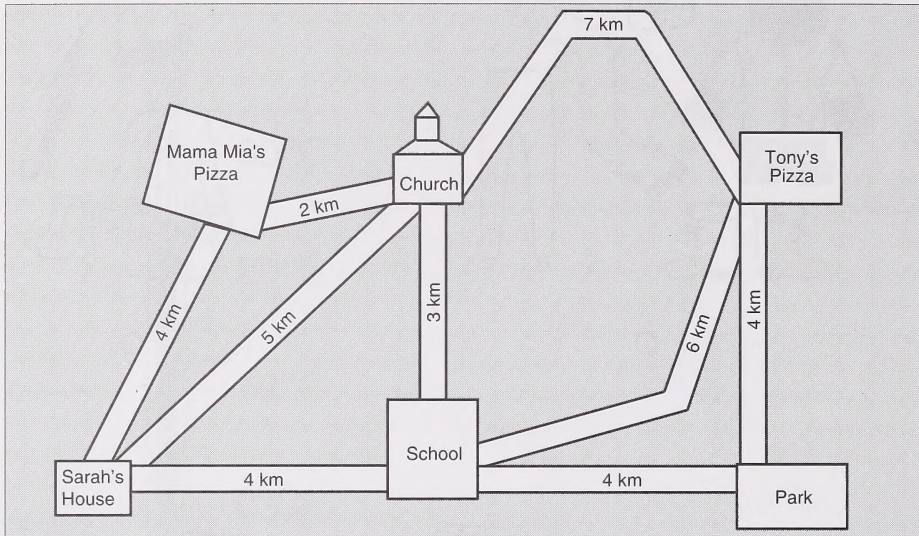 7 km
Mama Mia's
Pizza
Church
Tony's
Pizza
2 km
4 km
5 km
3 km
6 km
4 km
School
Sarah's
House
4 km
4 km
Park